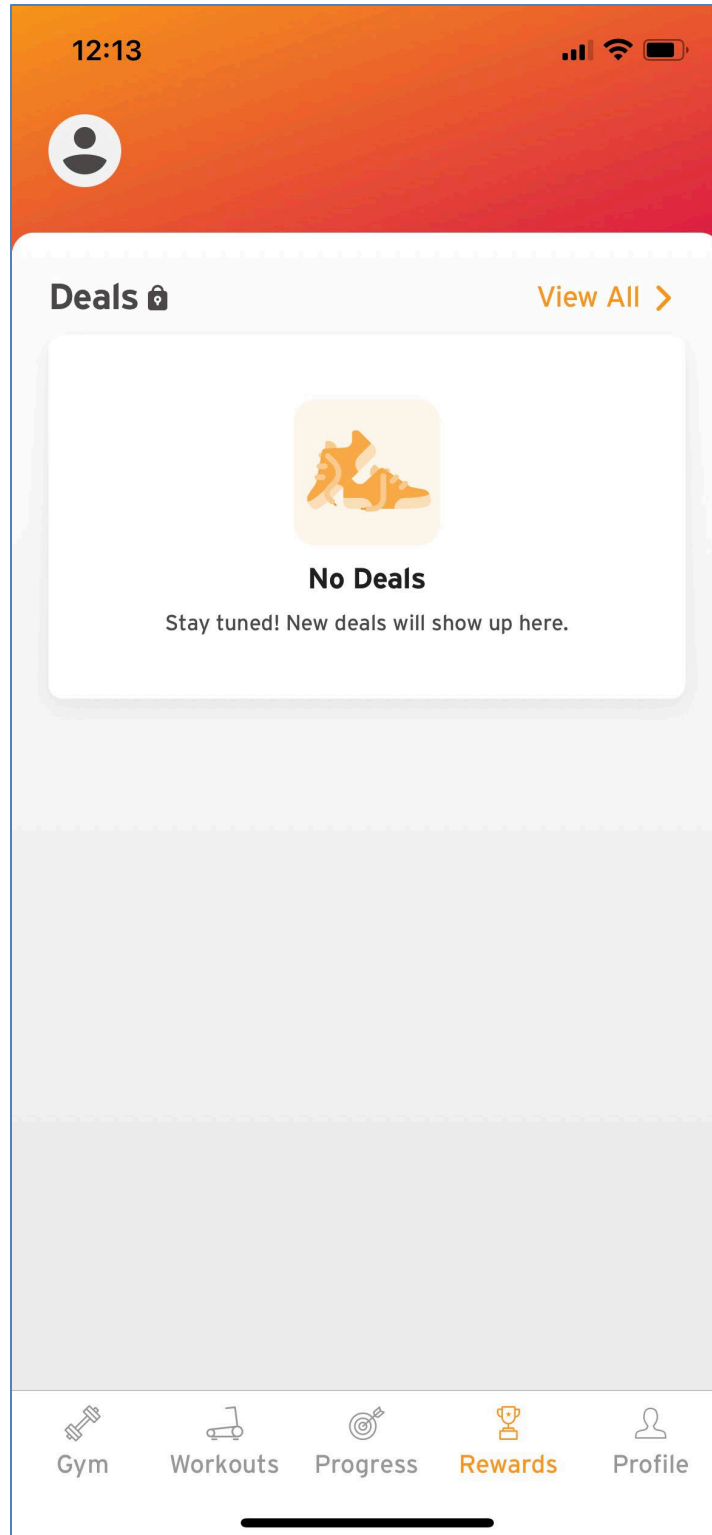 12:13
Deals
View All
No Deals
Stay tuned! New deals will show up here.
Gym
Workouts
Progress
Rewards
Profile